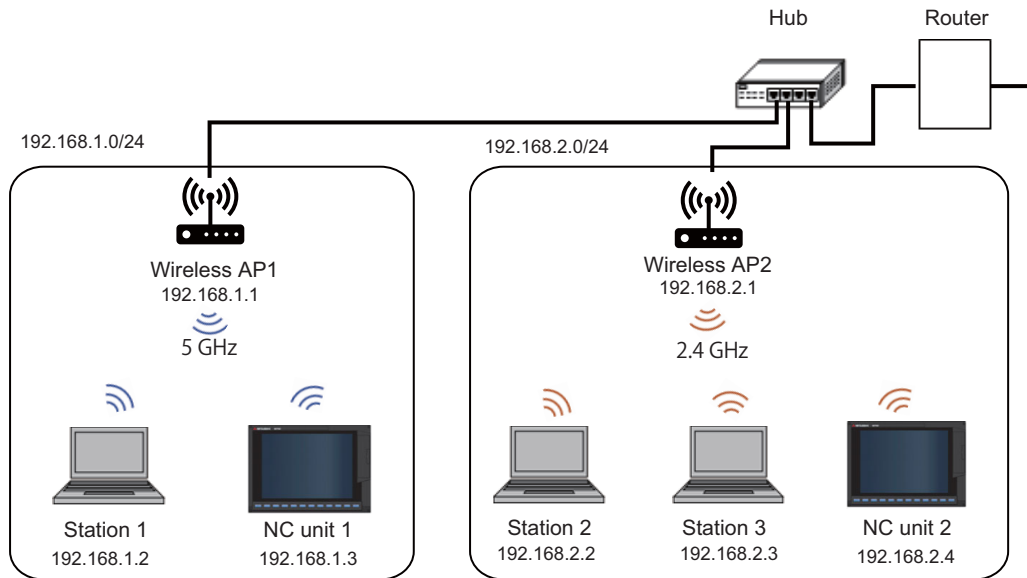 Hub
Router
192.168.1.0/24
192.168.2.0/24
Wireless AP1
192.168.1.1
5 GHz
Wireless AP2
192.168.2.1
2.4 GHz
Station 1
192.168.1.2
NC unit 1
192.168.1.3
Station 2
192.168.2.2
Station 3
192.168.2.3
NC unit 2
192.168.2.4